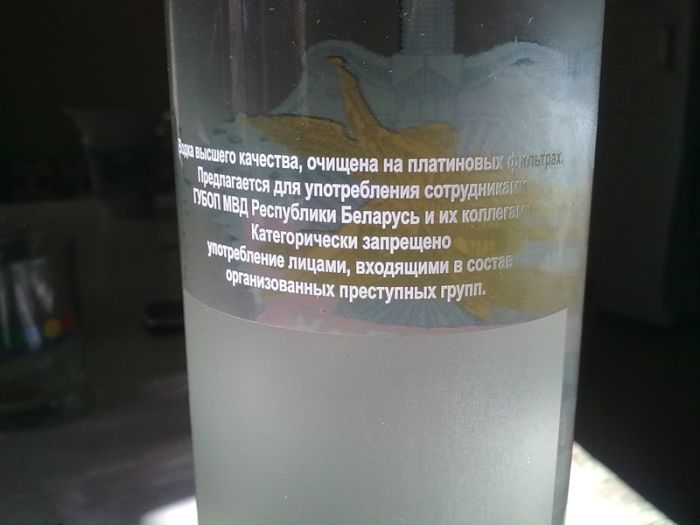 Водка высшего качества, очищена на платиновых фильтрах.
Предлагается для употребления сотрудниками
ГУБОП МВД Республики Беларусь и их коллегами
Категорически запрещено
употребление лицами, входящими в состав
организованных преступных групп.